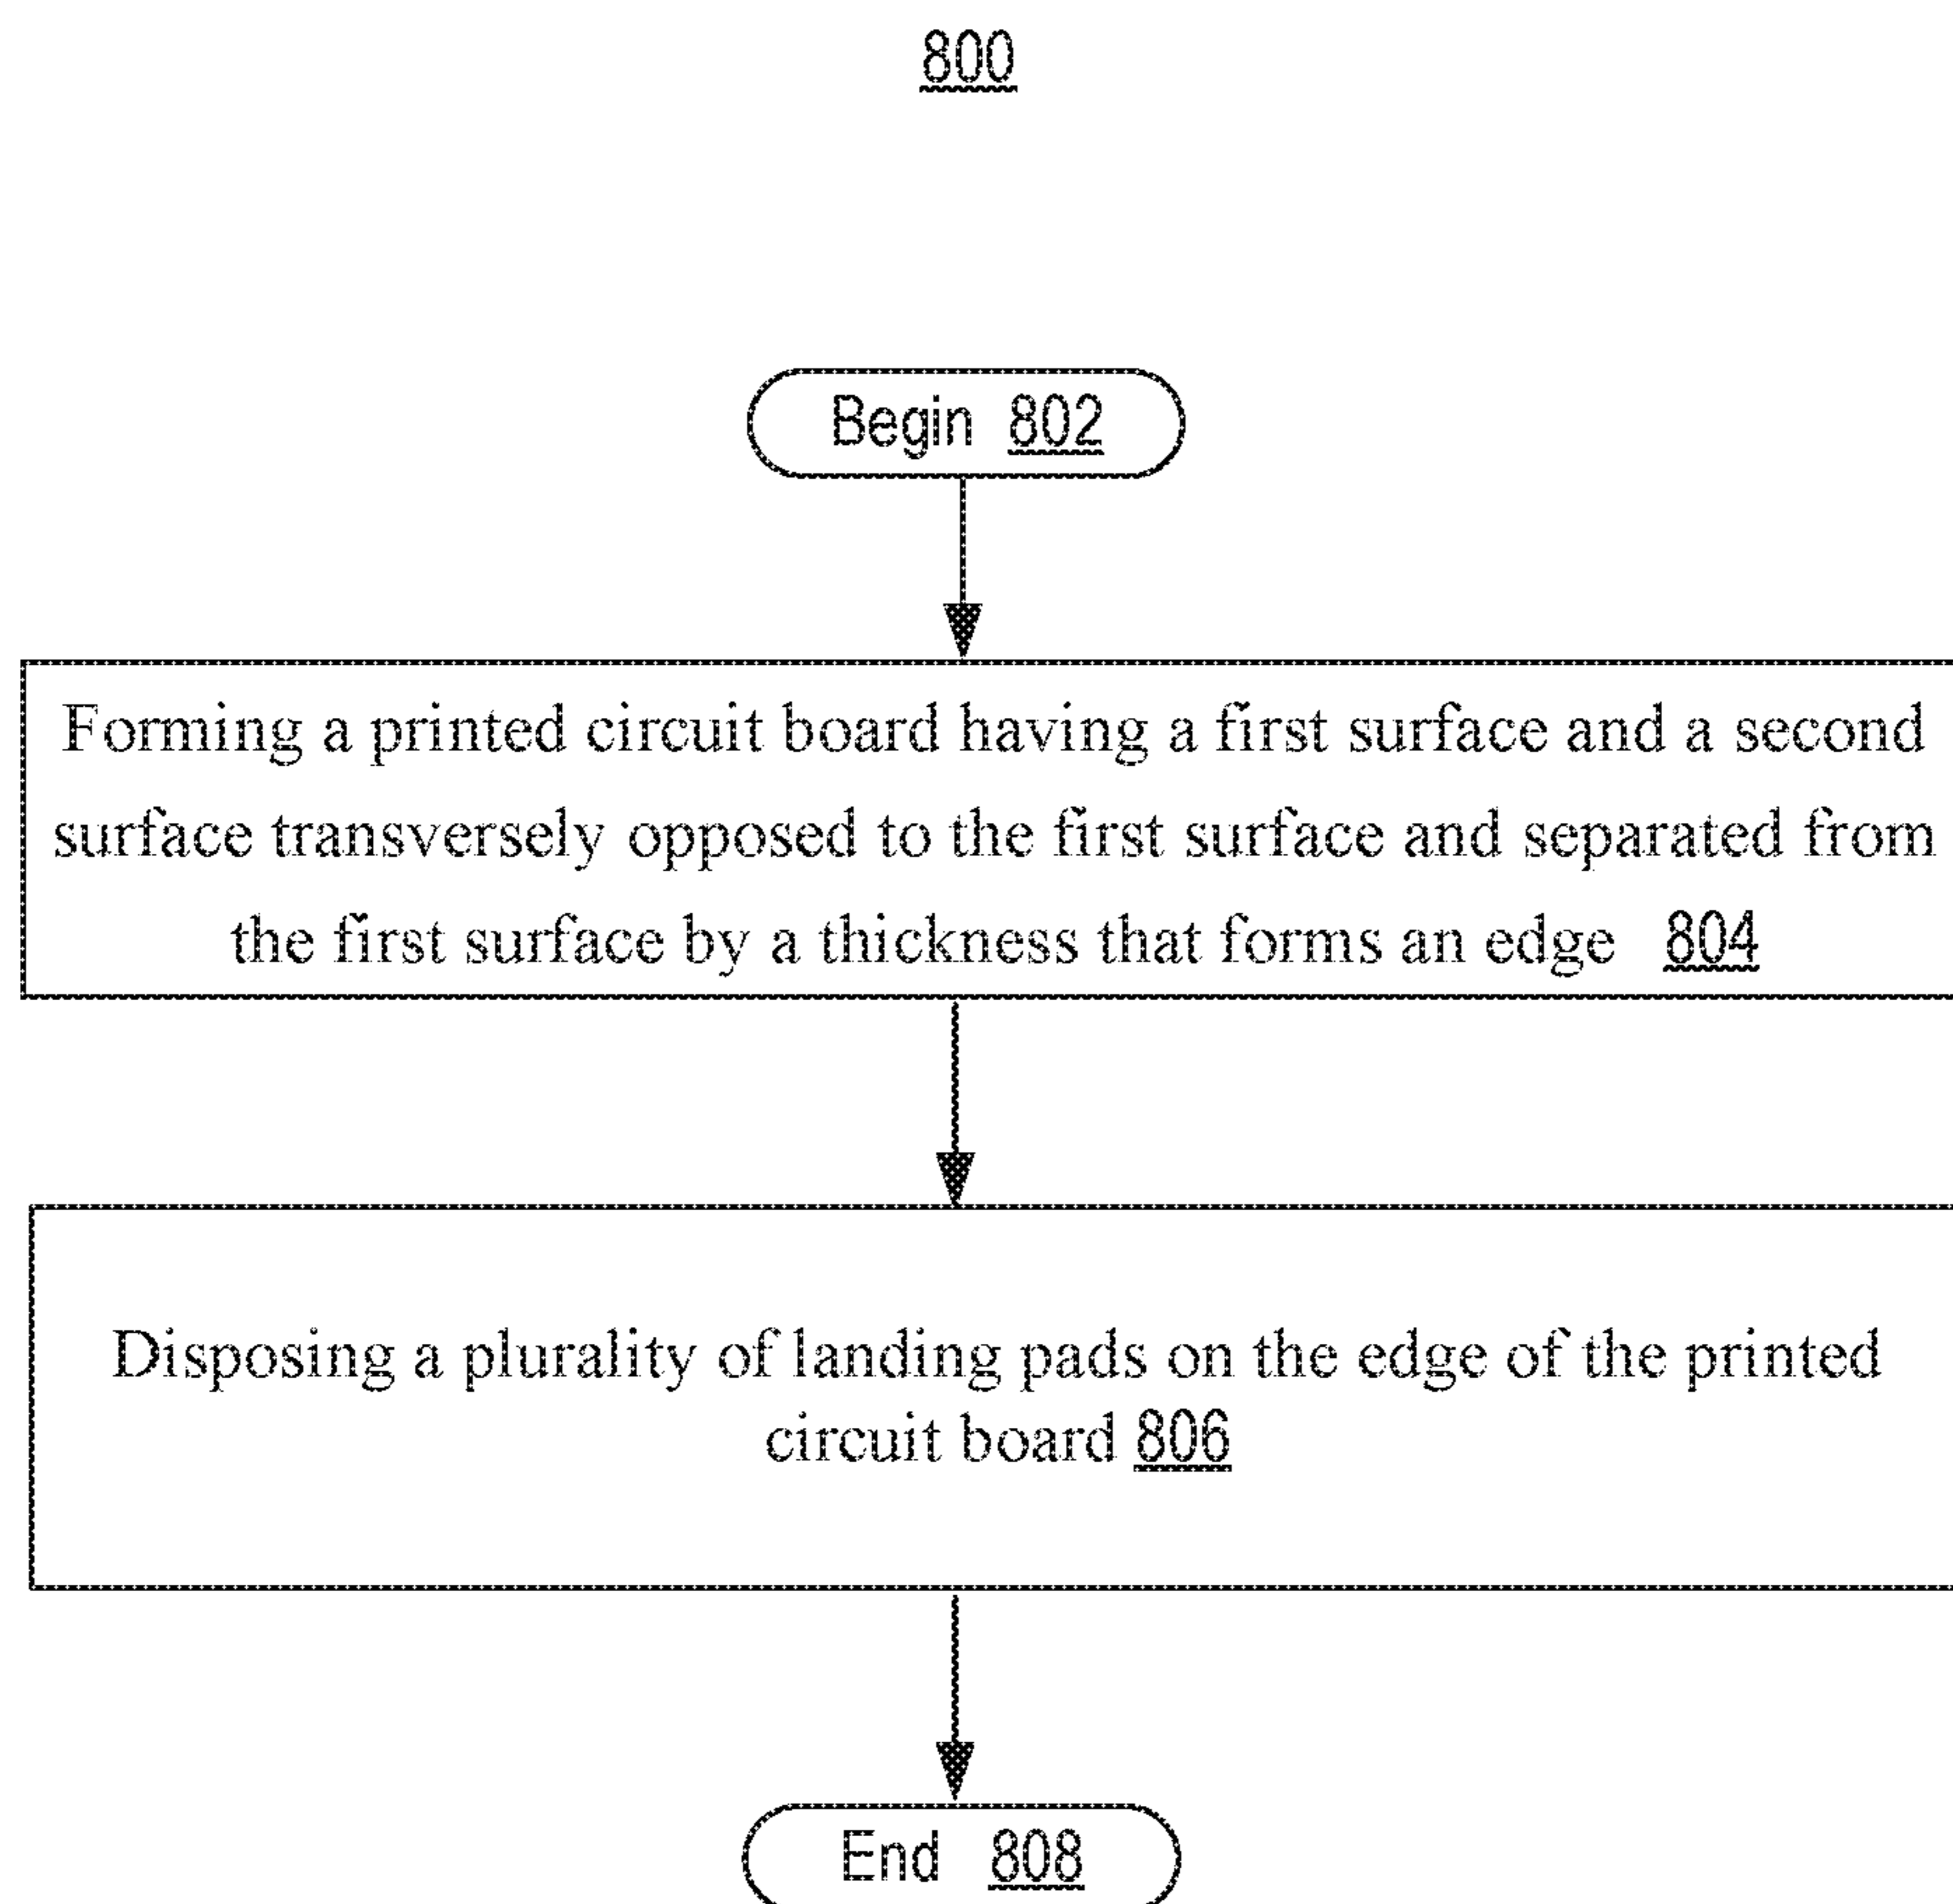 800
Begin 802
Forming a printed circuit board having a first surface and a second
surface transversely opposed to the first surface and separated from
the first surface by a thickness that forms an edge 804
Disposing a plurality of landing pads on the edge of the printed
circuit board 806
End 808